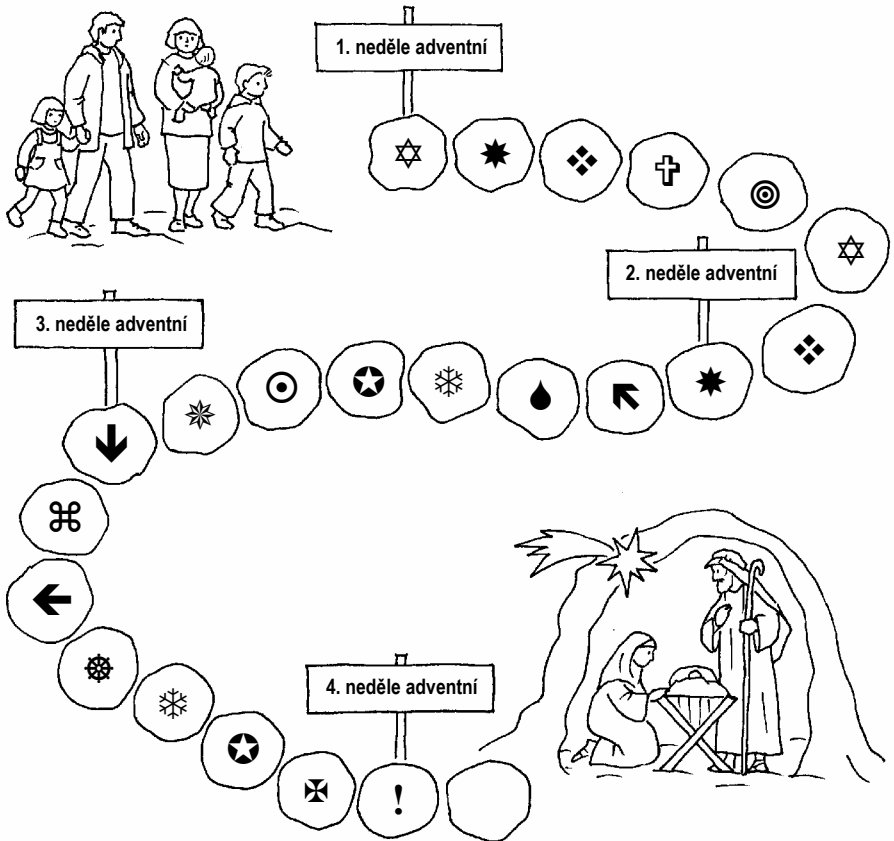 1. neděle adventní
2. neděle adventní
3. neděle adventní
4. neděle adventní
!